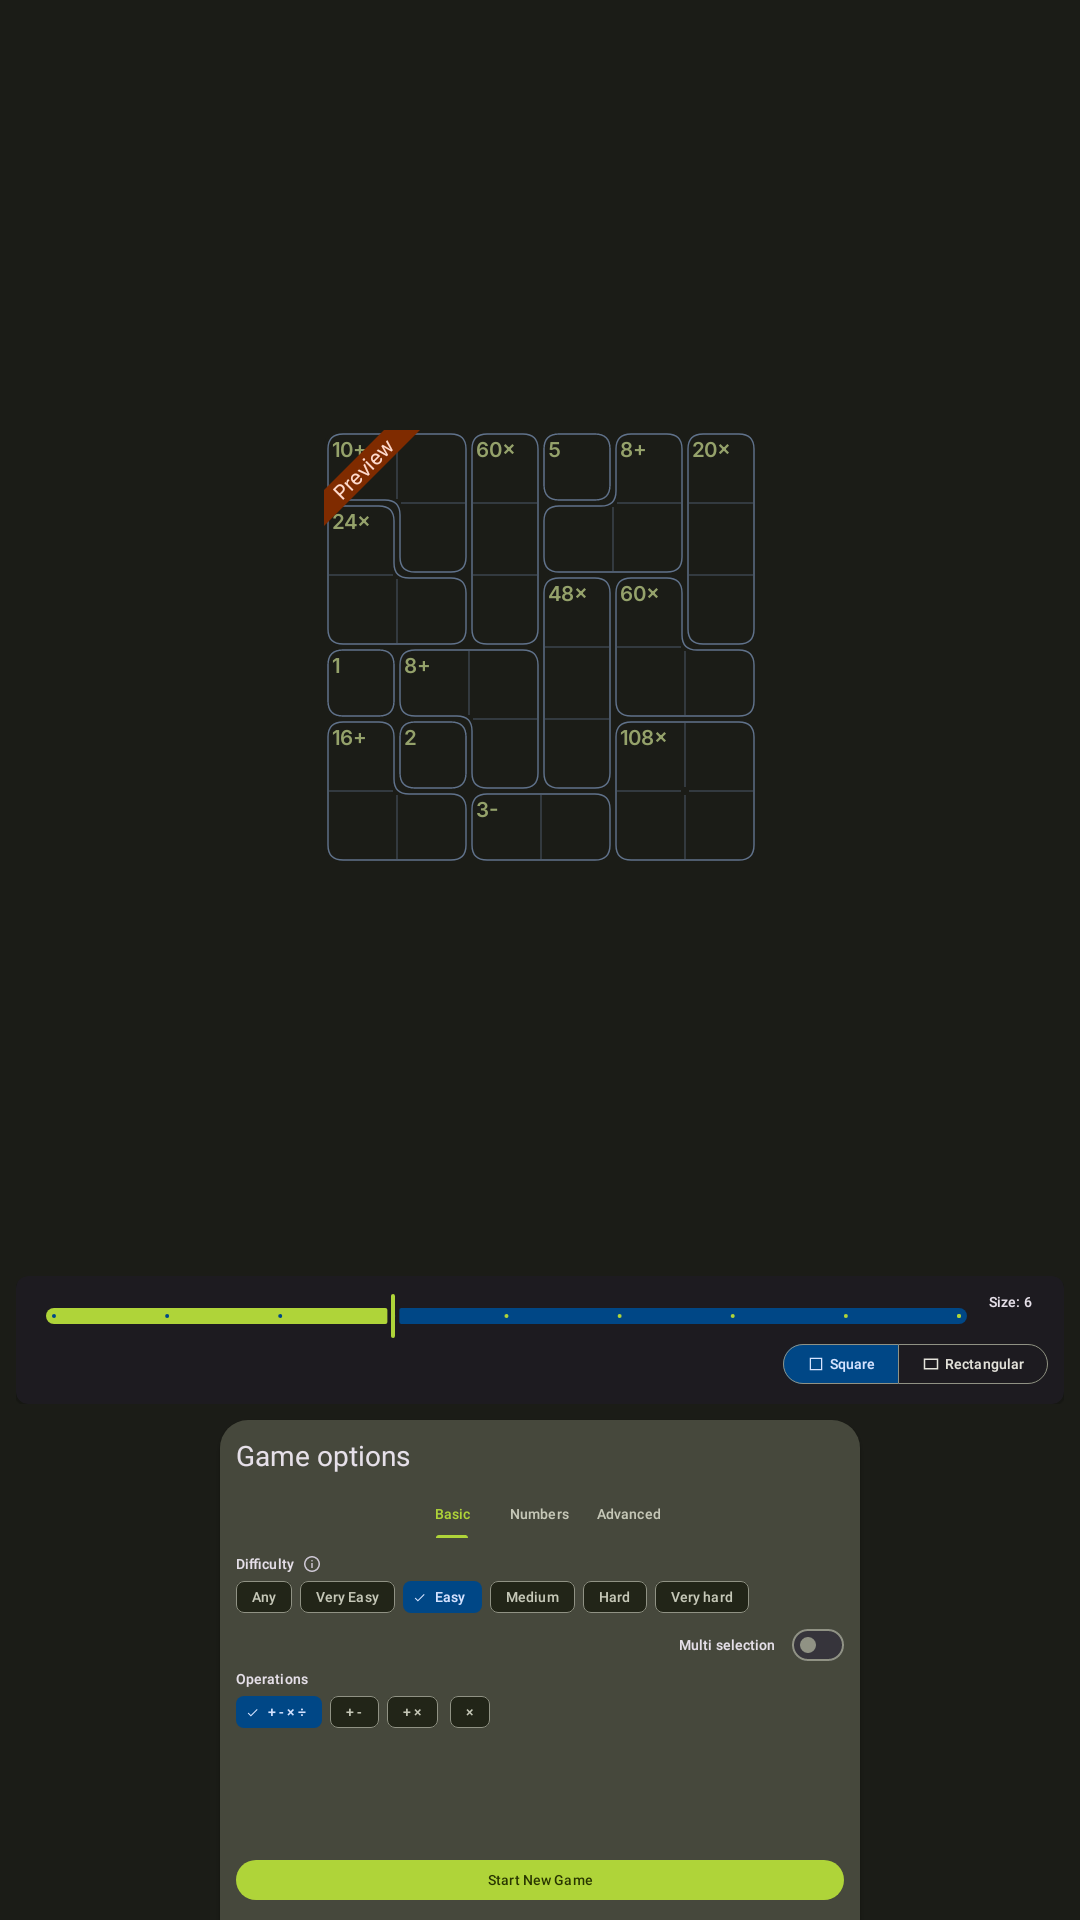 10+ 60× 5 8+ 20×
Preview
24×
48× 60×
1 8+
16+ 2 108×
3-
Size: 6
Square Rectangular
Game options
Basic Numbers Advanced
Difficulty
Any Very Easy Easy Medium Hard Very hard
Multi selection
Operations
+ - × ÷ + - + × ×
Start New Game